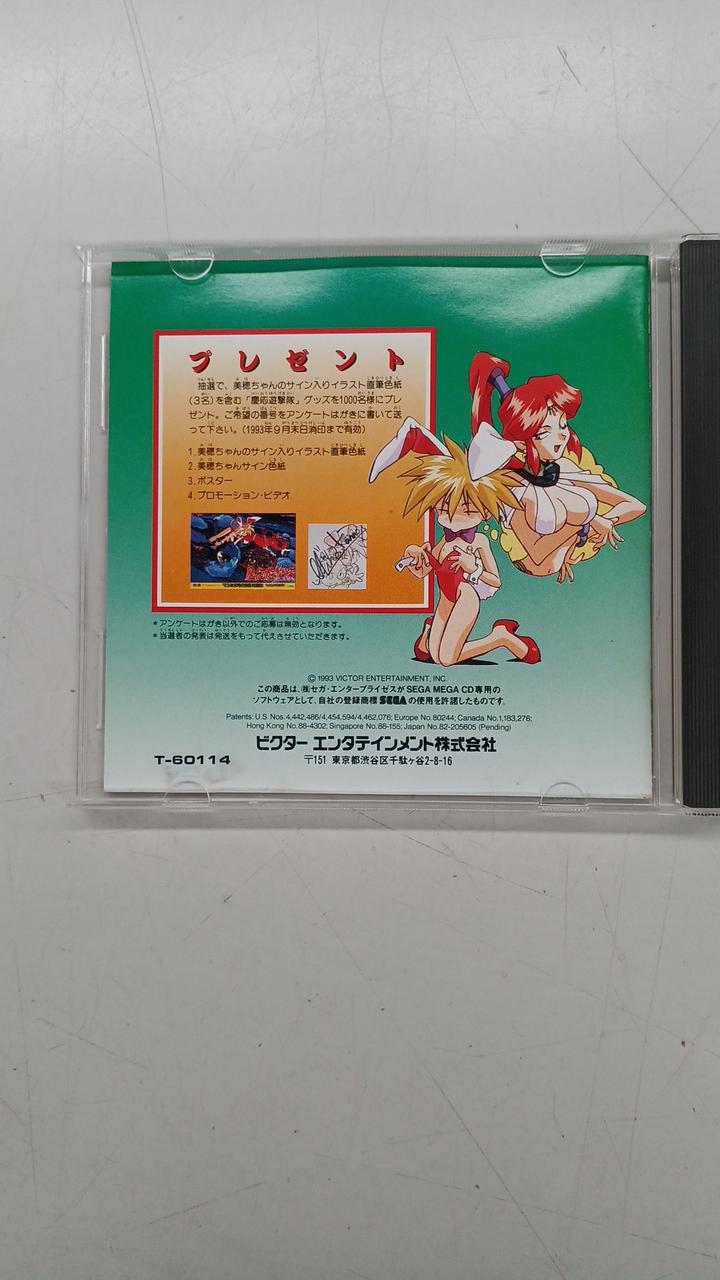 プレゼント
抽選で、美穂ちゃんのサイン入りイラスト直筆色紙
(3名)を含む「慶応遊撃隊」グッズを1000名様にプレ
ゼント。ご希望の番号をアンケートはがきに書いて送
って下さい。(1993年9月末日消印まで有効)
1.美穂ちゃんのサイン入りイラスト直筆色紙
2.美穂ちゃんサイン色紙
3.ポスター
4.プロモーション・ビデオ
*アンケートはがき以外でのご応募は無効となります。
*当選者の発表は発送をもって代えさせていただきます。
© 1993 VICTOR ENTERTAINMENT, INC.
この商品は、(株)セガ・エンタープライゼスがSEGA MEGA CD専用の
ソフトウェアとして、自社の登録商標 SEGA の使用を許諾したものです。
Patents: U.S. Nos. 4,442,486/4,454,594/4,462,076; Europe No. 80244; Canada No. 1,183,276;
Hong Kong No. 88-4302; Singapore No. 88-155; Japan No. 82-205605 (Pending)
ビクター エンタテインメント株式会社
T-60114
〒151 東京都渋谷区千駄ヶ谷2-8-16